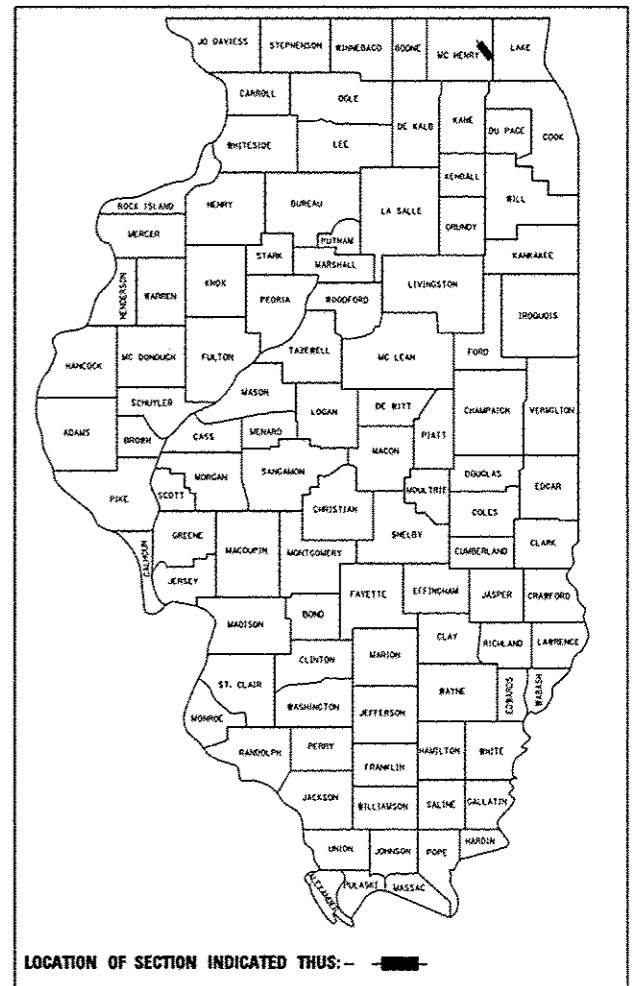 JO DAVIESS
STEPHENSON
WINNEBAGO
BOONE
MC HENRY
LAKE
CARROLL
OGLE
DE KALB
KANE
DU PAGE
COOK
WHITESIDE
LEE
KENDALL
WILL
ROCK ISLAND
HENRY
BUREAU
LA SALLE
GRUNDY
MERCER
PUTNAM
KANKAKEE
STARK
MARSHALL
HENDERSON
WARREN
KNOX
PEORIA
WOODFORD
LIVINGSTON
IROQUOIS
HANCOCK
MC DONOUGH
FULTON
TAZEWELL
MC LEAN
FORD
SCHUYLER
MASON
LOGAN
DE WITT
CHAMPAIGN
VERMILION
ADAMS
BROWN
CASS
MENARD
MACON
PIATT
PIKE
SCOTT
MORGAN
SANGAMON
MOULTRIE
DOUGLAS
EDGAR
CHRISTIAN
COLES
CALHOUN
GREENE
MACOUPIN
MONTGOMERY
SHELBY
CUMBERLAND
CLARK
JERSEY
FAYETTE
EFFINGHAM
JASPER
CRAWFORD
MADISON
BOND
CLAY
RICHLAND
LAWRENCE
CLINTON
MARION
ST. CLAIR
WAYNE
EDWARDS
WABASH
MONROE
WASHINGTON
JEFFERSON
RANDOLPH
PERRY
HAMILTON
WHITE
FRANKLIN
JACKSON
WILLIAMSON
SALINE
GALLATIN
UNION
JOHNSON
POPE
HARDIN
ALEXANDER
PULASKI
MASSAC
LOCATION OF SECTION INDICATED THUS:-